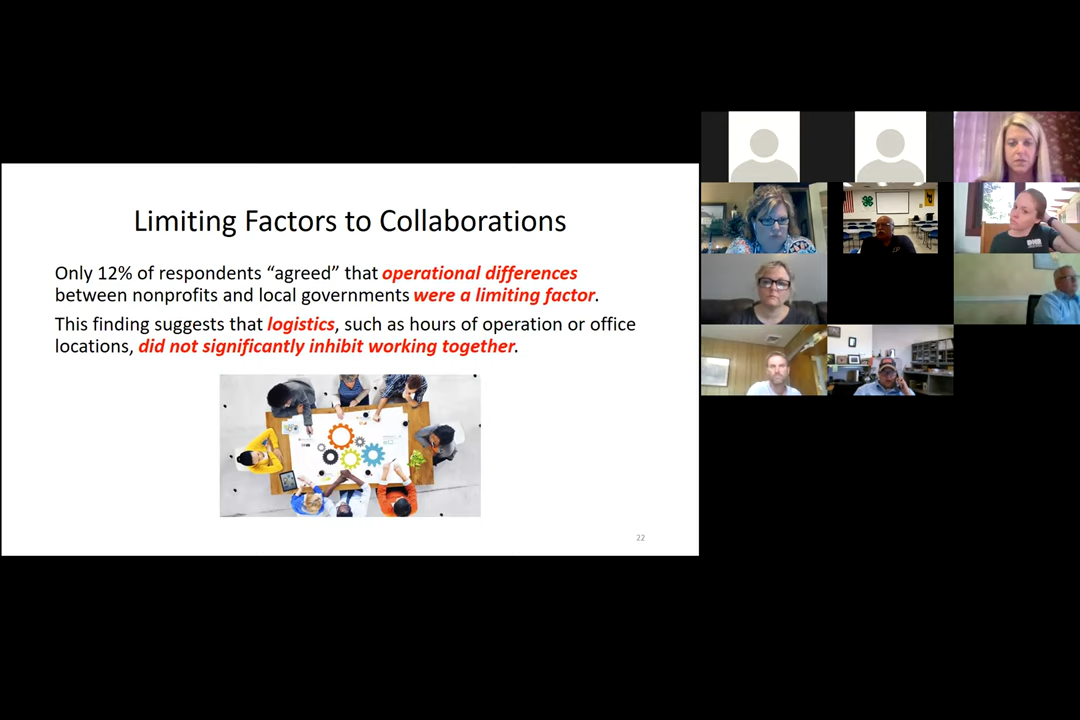 Limiting Factors to Collaborations
Only 12% of respondents “agreed” that operational differences
between nonprofits and local governments were a limiting factor.
This finding suggests that logistics, such as hours of operation or office
locations, did not significantly inhibit working together.
22